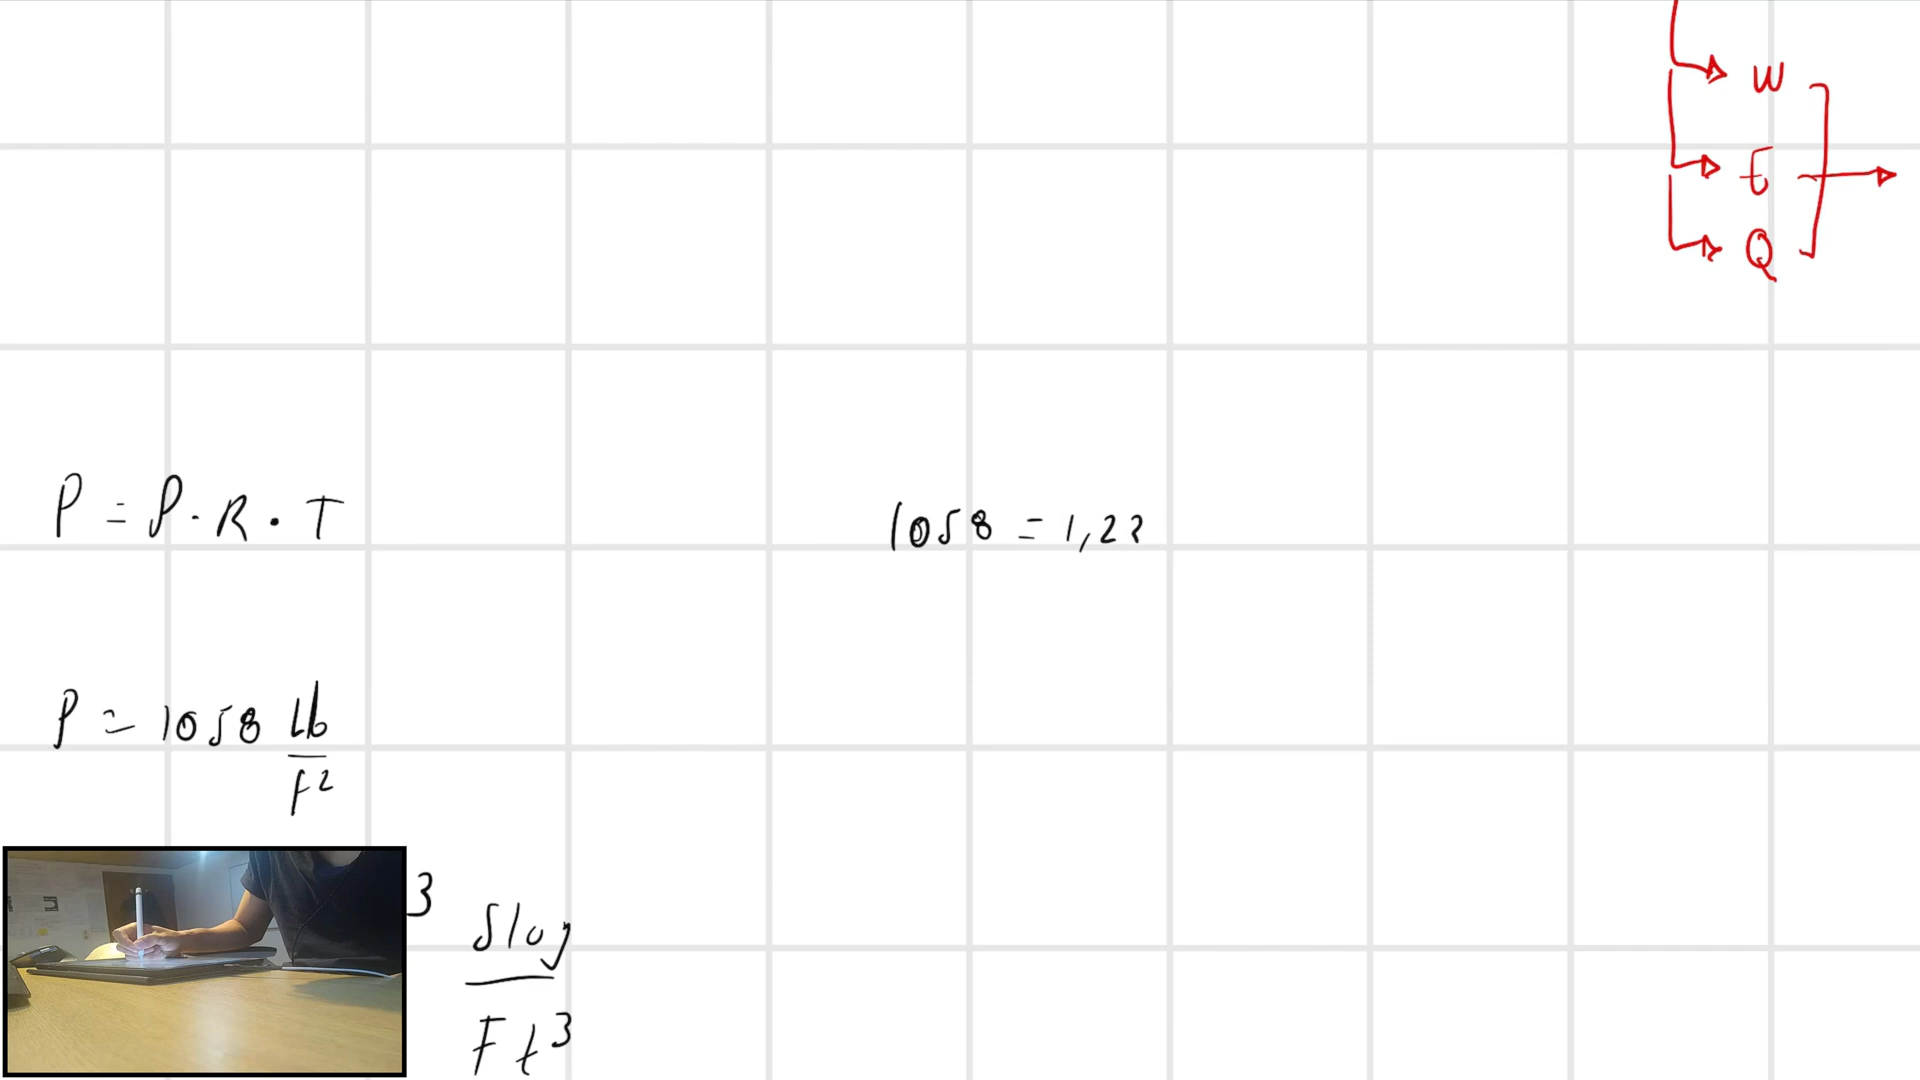 W
E
Q
P = ρ · R · T
1058 = 1,23
P = 1058 Lb
F²
3 Slug
Ft³